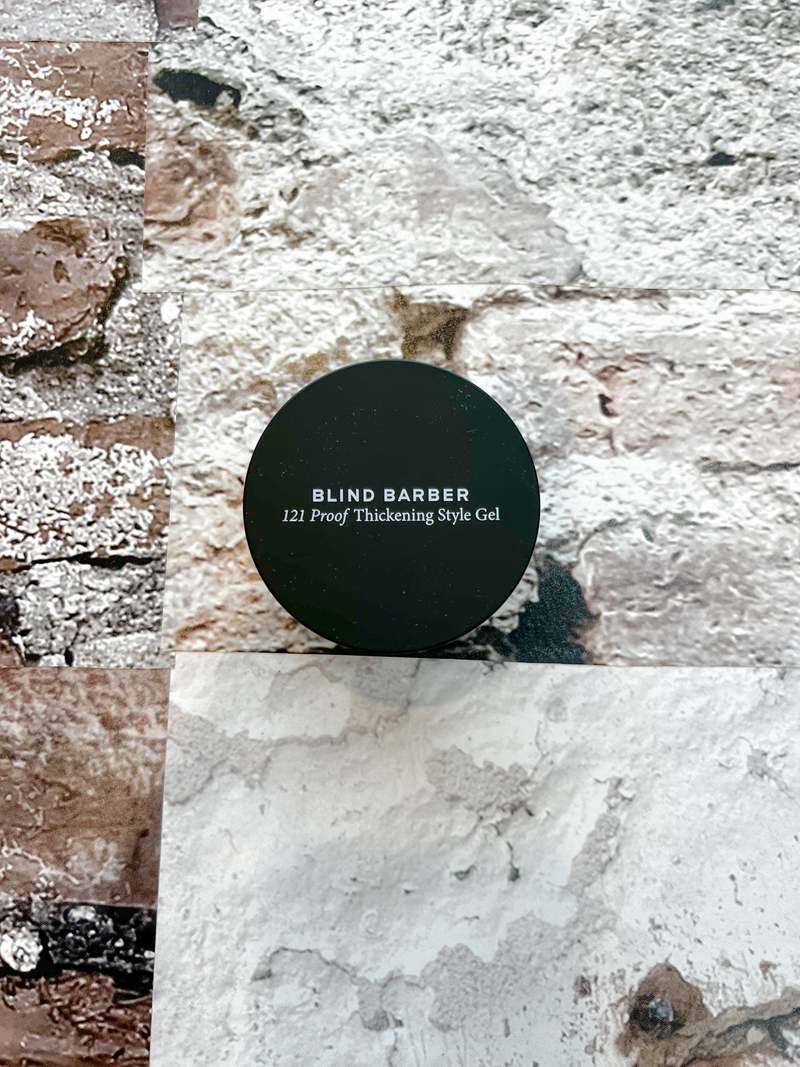 BLIND BARBER
121 Proof Thickening Style Gel